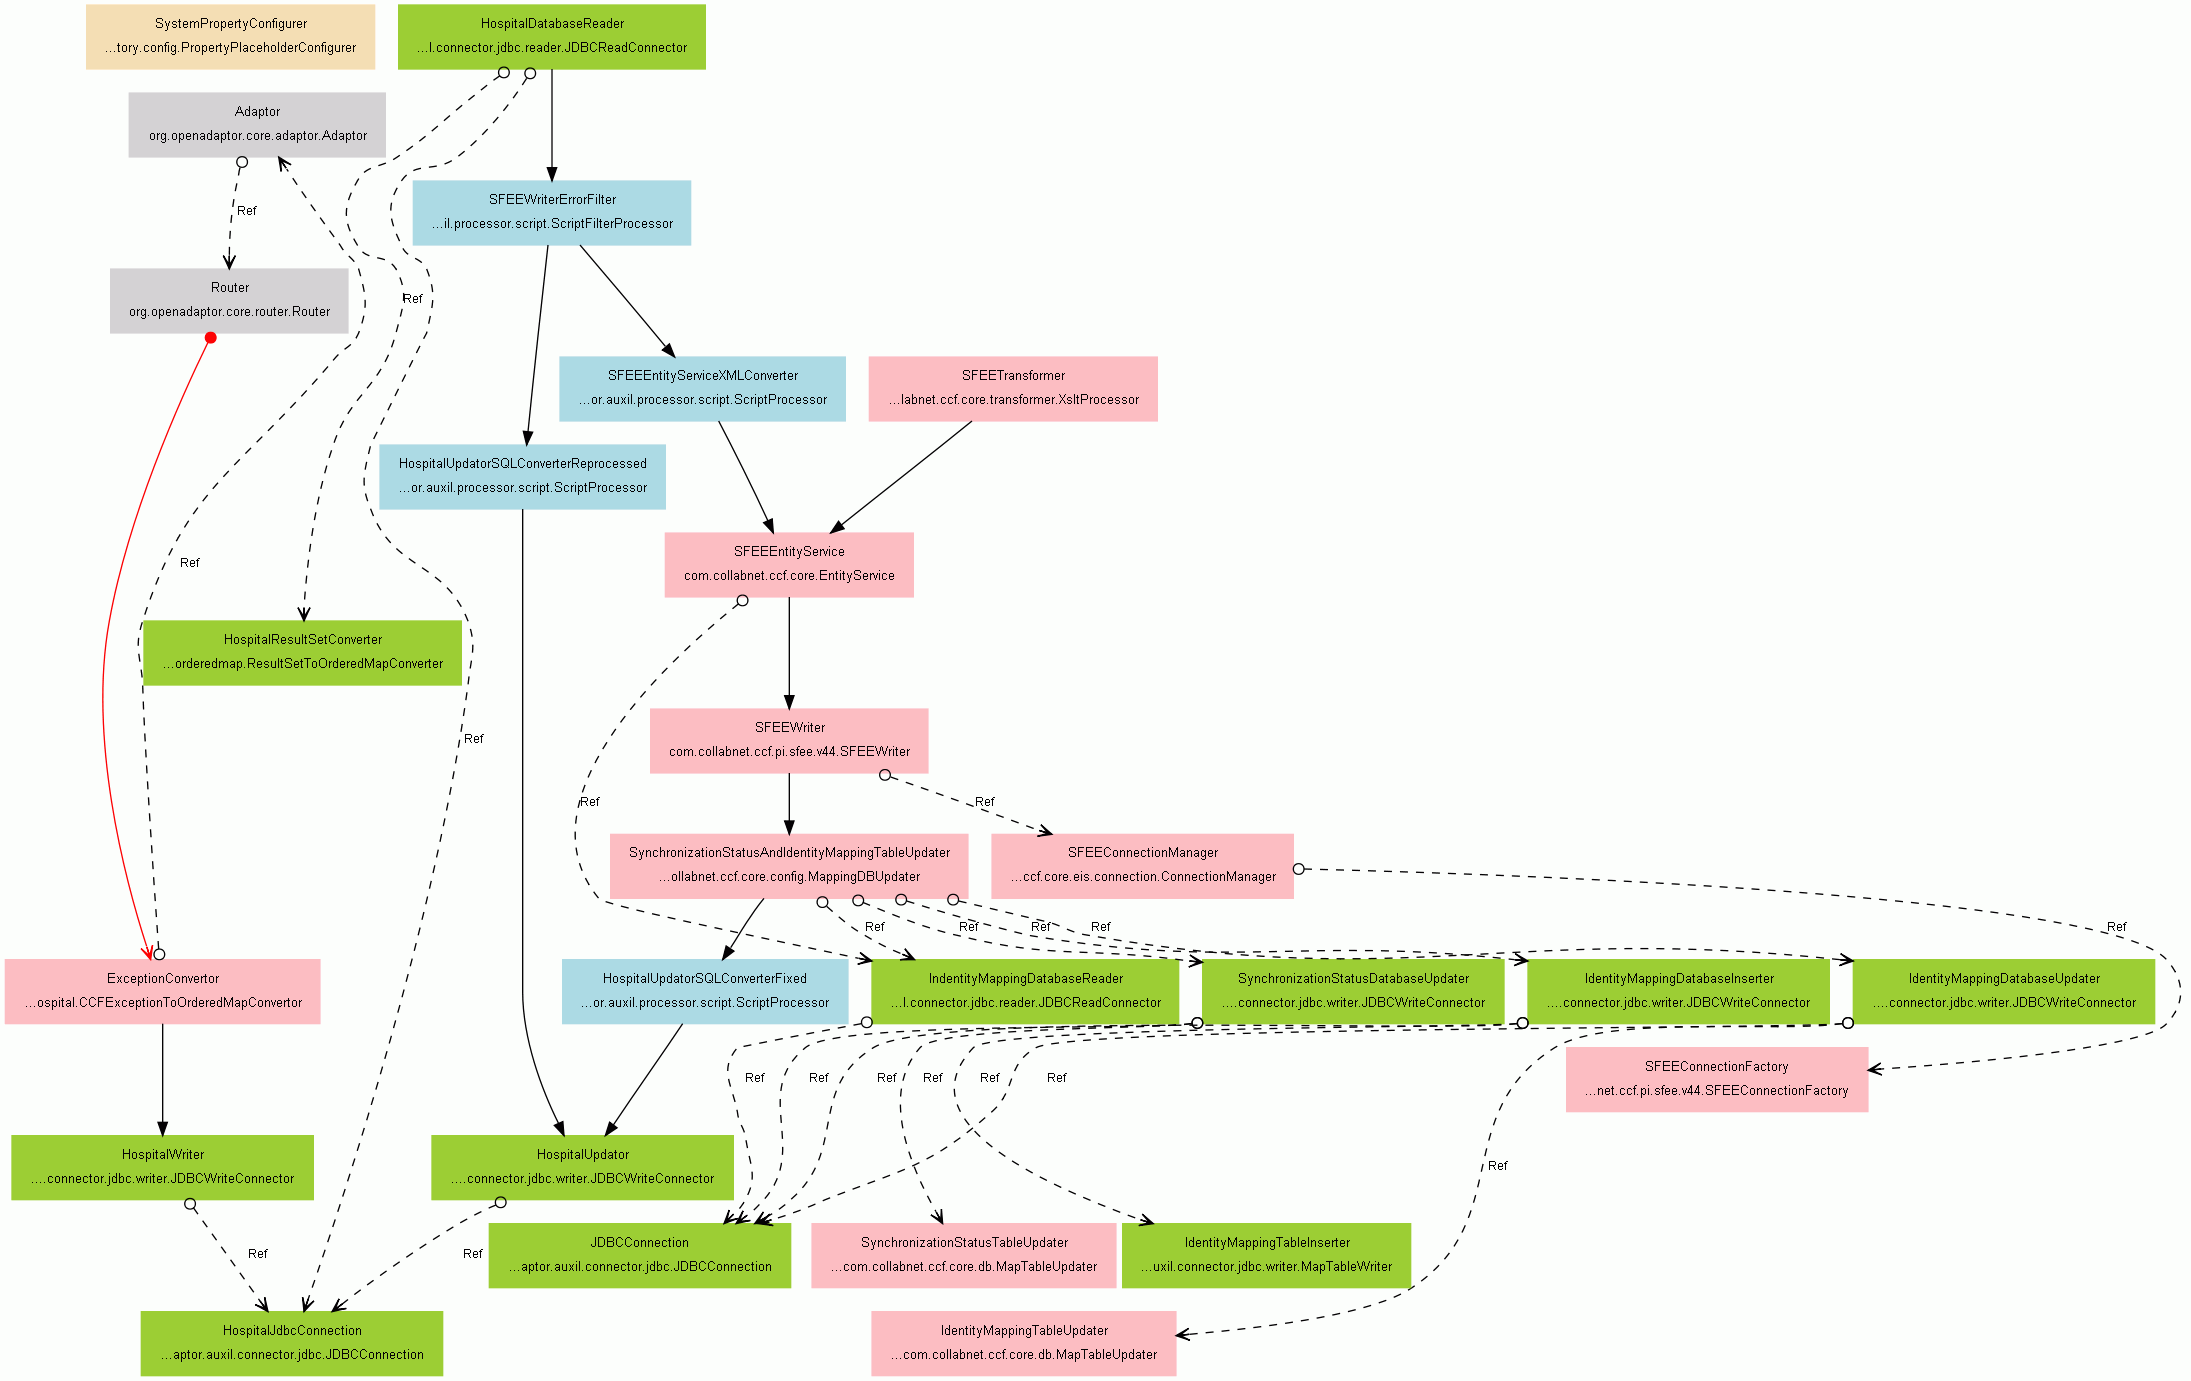 SystemPropertyConfigurer
...tory.config.PropertyPlaceholderConfigurer
HospitalDatabaseReader
...l.connector.jdbc.reader.JDBCReadConnector
Adaptor
org.openadaptor.core.adaptor.Adaptor
SFEEWriterErrorFilter
...il.processor.script.ScriptFilterProcessor
Ref
Router
org.openadaptor.core.router.Router
Ref
SFEEEntityServiceXMLConverter
...or.auxil.processor.script.ScriptProcessor
SFEETransformer
...labnet.ccf.core.transformer.XsltProcessor
HospitalUpdatorSQLConverterReprocessed
...or.auxil.processor.script.ScriptProcessor
Ref
SFEEEntityService
com.collabnet.ccf.core.EntityService
HospitalResultSetConverter
...orderedmap.ResultSetToOrderedMapConverter
Ref
SFEEWriter
com.collabnet.ccf.pi.sfee.v44.SFEEWriter
Ref
Ref
SynchronizationStatusAndIdentityMappingTableUpdater
...ollabnet.ccf.core.config.MappingDBUpdater
SFEEConnectionManager
...ccf.core.eis.connection.ConnectionManager
Ref
Ref
Ref
Ref
Ref
ExceptionConvertor
...ospital.CCFExceptionToOrderedMapConvertor
HospitalUpdatorSQLConverterFixed
...or.auxil.processor.script.ScriptProcessor
IndentityMappingDatabaseReader
...l.connector.jdbc.reader.JDBCReadConnector
SynchronizationStatusDatabaseUpdater
....connector.jdbc.writer.JDBCWriteConnector
IdentityMappingDatabaseInserter
....connector.jdbc.writer.JDBCWriteConnector
IdentityMappingDatabaseUpdater
....connector.jdbc.writer.JDBCWriteConnector
Ref
Ref
Ref
Ref
Ref
Ref
SFEEConnectionFactory
...net.ccf.pi.sfee.v44.SFEEConnectionFactory
HospitalWriter
....connector.jdbc.writer.JDBCWriteConnector
HospitalUpdator
....connector.jdbc.writer.JDBCWriteConnector
Ref
Ref
Ref
JDBCConnection
...aptor.auxil.connector.jdbc.JDBCConnection
SynchronizationStatusTableUpdater
...com.collabnet.ccf.core.db.MapTableUpdater
IdentityMappingTableInserter
...uxil.connector.jdbc.writer.MapTableWriter
HospitalJdbcConnection
...aptor.auxil.connector.jdbc.JDBCConnection
IdentityMappingTableUpdater
...com.collabnet.ccf.core.db.MapTableUpdater